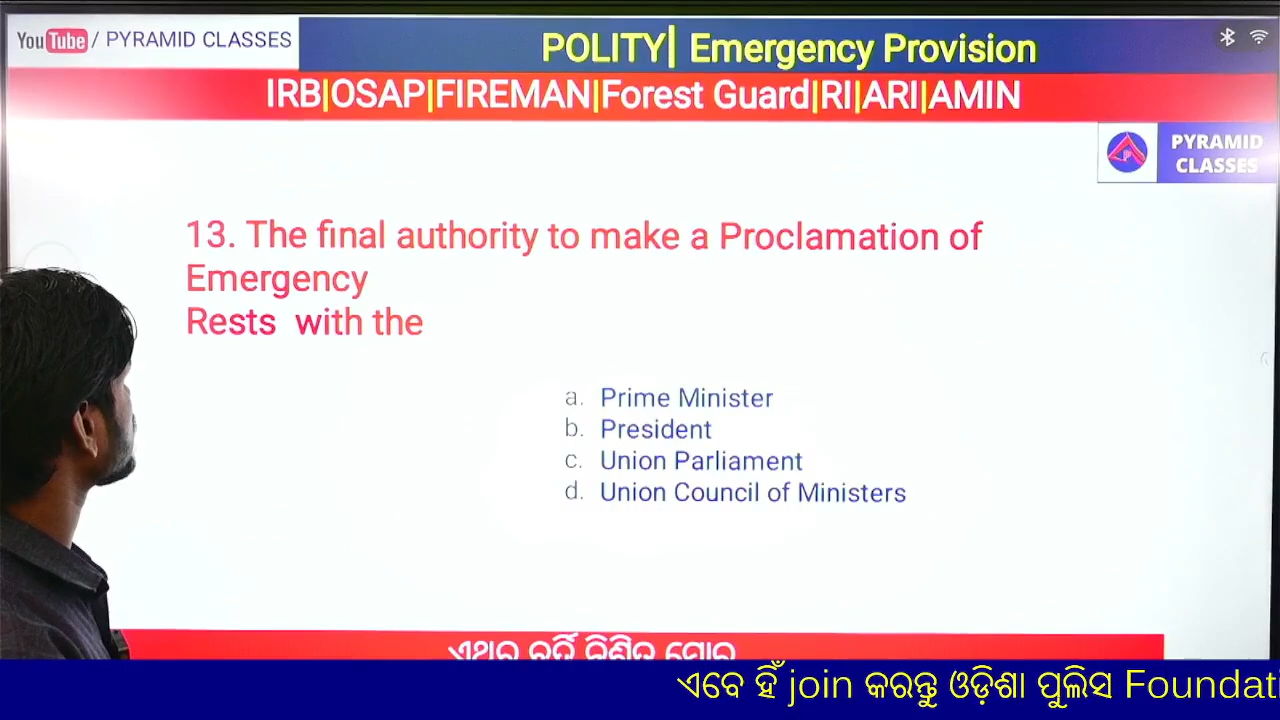 YouTube / PYRAMID CLASSES
POLITY| Emergency Provision
IRB|OSAP|FIREMAN|Forest Guard|RI|ARI|AMIN
PYRAMID
CLASSES
13. The final authority to make a Proclamation of
Emergency
Rests with the
a. Prime Minister
b. President
c. Union Parliament
d. Union Council of Ministers
ଏବେ ହିଁ join କରନ୍ତୁ ଓଡ଼ିଶା ପୁଲିସ Foundati